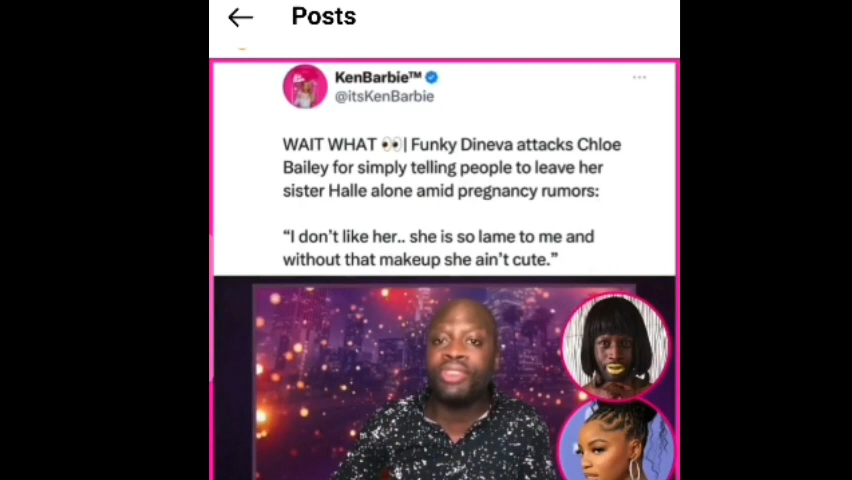 Posts
KenBarbie™
@itsKenBarbie
WAIT WHAT 👀| Funky Dineva attacks Chloe
Bailey for simply telling people to leave her
sister Halle alone amid pregnancy rumors:
“I don't like her.. she is so lame to me and
without that makeup she ain't cute.”